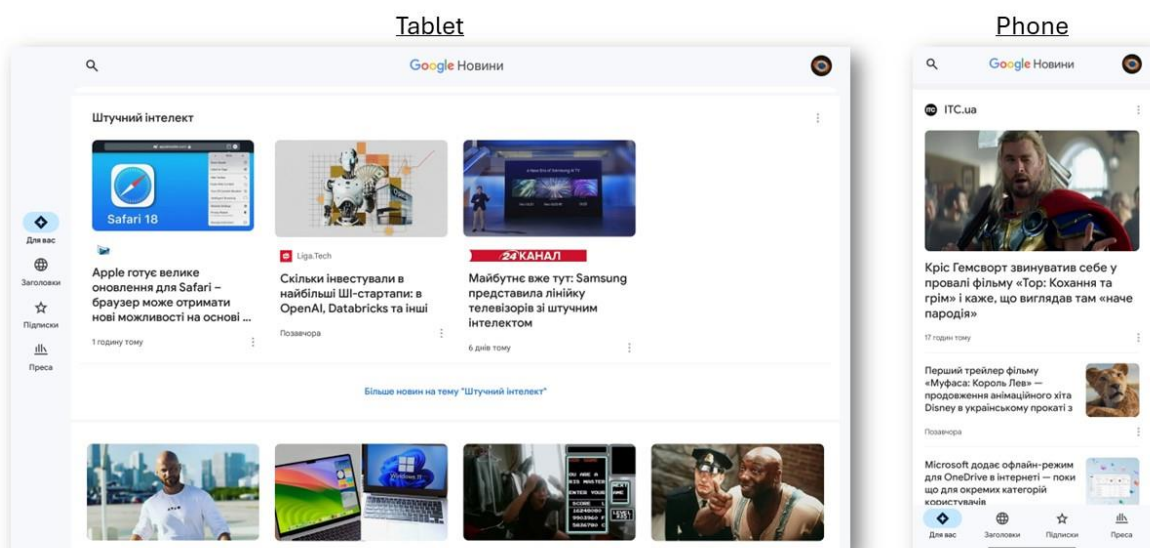 Tablet
Phone
Google Новини
Штучний інтелект
Safari 18
Apple готує велике
оновлення для Safari –
браузер може отримати
нові можливості на основі ...
1 годину тому
Liga.Tech
Скільки інвестували в
найбільші ШІ-стартапи: в
OpenAI, Databricks та інші
Позавчора
24 КАНАЛ
Майбутнє вже тут: Samsung
представила лінійку
телевізорів зі штучним
інтелектом
6 днів тому
Більше новин на тему "Штучний інтелект"
Для вас
Заголовки
Підписки
Преса
Windows 11
Google Новини
ITC.ua
Кріс Гемсворт звинуватив себе у
провалі фільму «Тор: Кохання та
грім» і каже, що виглядав там «наче
пародія»
17 годин тому
Перший трейлер фільму
«Муфаса: Король Лев» —
продовження анімаційного хіта
Disney в українському прокаті з
Позавчора
Microsoft додає офлайн-режим
для OneDrive в інтернеті — поки
що для окремих категорій
користувачів
Для вас
Заголовки
Підписки
Преса